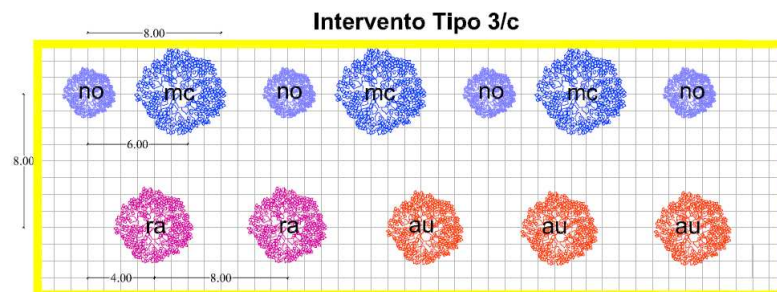 Intervento Tipo 3/c
8.00
no mc no mc no mc no
6.00
8.00
ra ra au au au
4.00 8.00